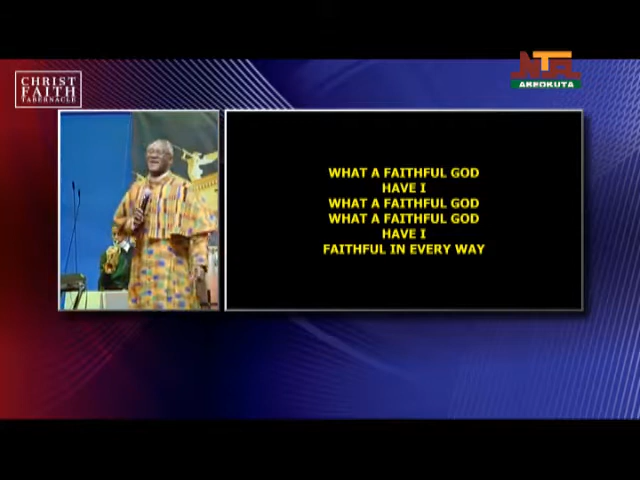 CHRIST
FAITH
TABERNACLE
NTA
ABEOKUTA
WHAT A FAITHFUL GOD
HAVE I
WHAT A FAITHFUL GOD
WHAT A FAITHFUL GOD
HAVE I
FAITHFUL IN EVERY WAY